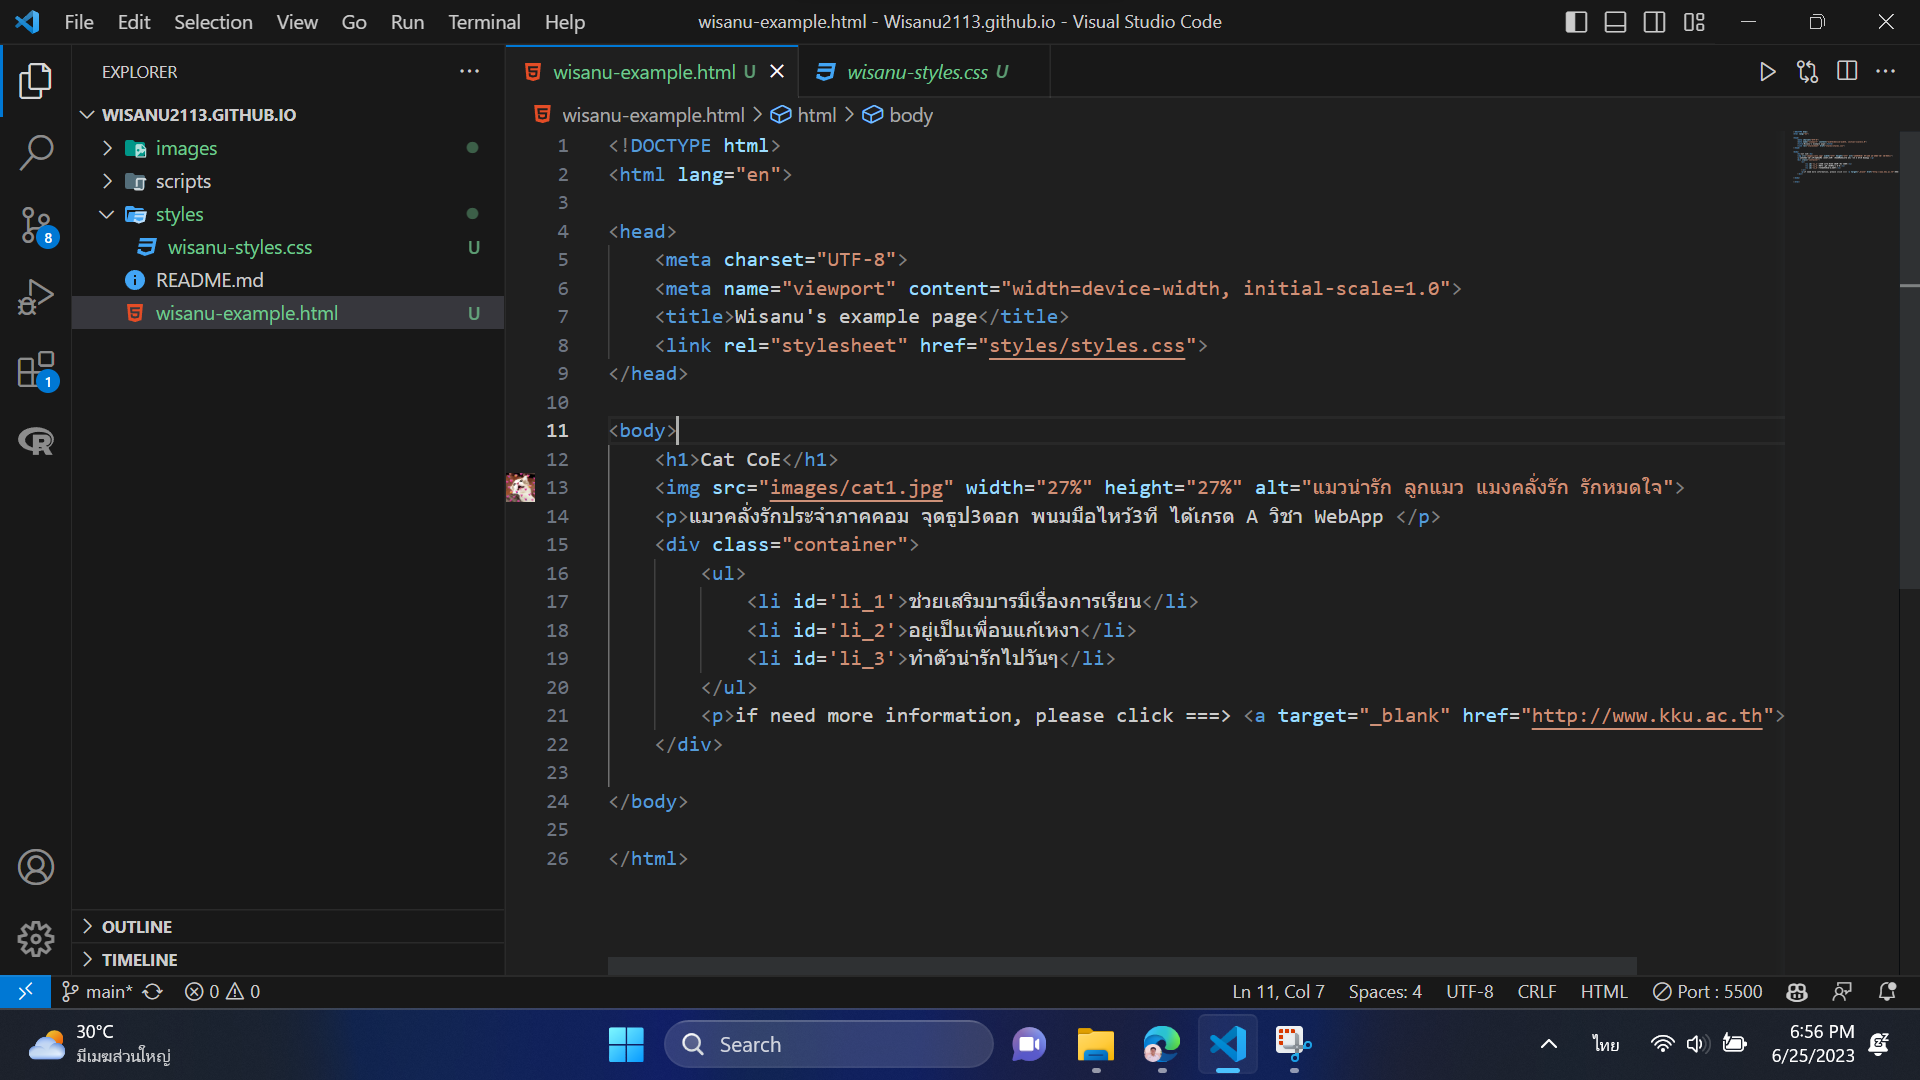 File Edit Selection View Go Run Terminal Help
wisanu-example.html - Wisanu2113.github.io - Visual Studio Code
EXPLORER
wisanu-example.html U
wisanu-styles.css U
WISANU2113.GITHUB.IO
images
scripts
styles
wisanu-styles.css U
README.md
wisanu-example.html U
8
1
OUTLINE
TIMELINE
wisanu-example.html > html > body
1 <!DOCTYPE html>
2 <html lang="en">
3
4 <head>
5 <meta charset="UTF-8">
6 <meta name="viewport" content="width=device-width, initial-scale=1.0">
7 <title>Wisanu's example page</title>
8 <link rel="stylesheet" href="styles/styles.css">
9 </head>
10
11 <body>
12 <h1>Cat CoE</h1>
13 <img src="images/cat1.jpg" width="27%" height="27%" alt="แมวน่ารัก ลูกแมว แมงคลั่งรัก รักหมดใจ">
14 <p>แมวคลั่งรักประจำภาคคอม จุดธูป3ดอก พนมมือไหว้3ที ได้เกรด A วิชา WebApp </p>
15 <div class="container">
16 <ul>
17 <li id='li_1'>ช่วยเสริมบารมีเรื่องการเรียน</li>
18 <li id='li_2'>อยู่เป็นเพื่อนแก้เหงา</li>
19 <li id='li_3'>ทำตัวน่ารักไปวันๆ</li>
20 </ul>
21 <p>if need more information, please click ===> <a target="_blank" href="http://www.kku.ac.th">
22 </div>
23
24 </body>
25
26 </html>
main* 0 0
Ln 11, Col 7 Spaces: 4 UTF-8 CRLF HTML Port : 5500
30°C
มีเมฆส่วนใหญ่
Search
ไทย
6:56 PM
6/25/2023